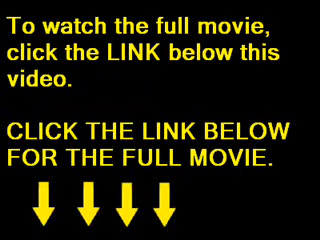 To watch the full movie,
click the LINK below this
video.
CLICK THE LINK BELOW
FOR THE FULL MOVIE.